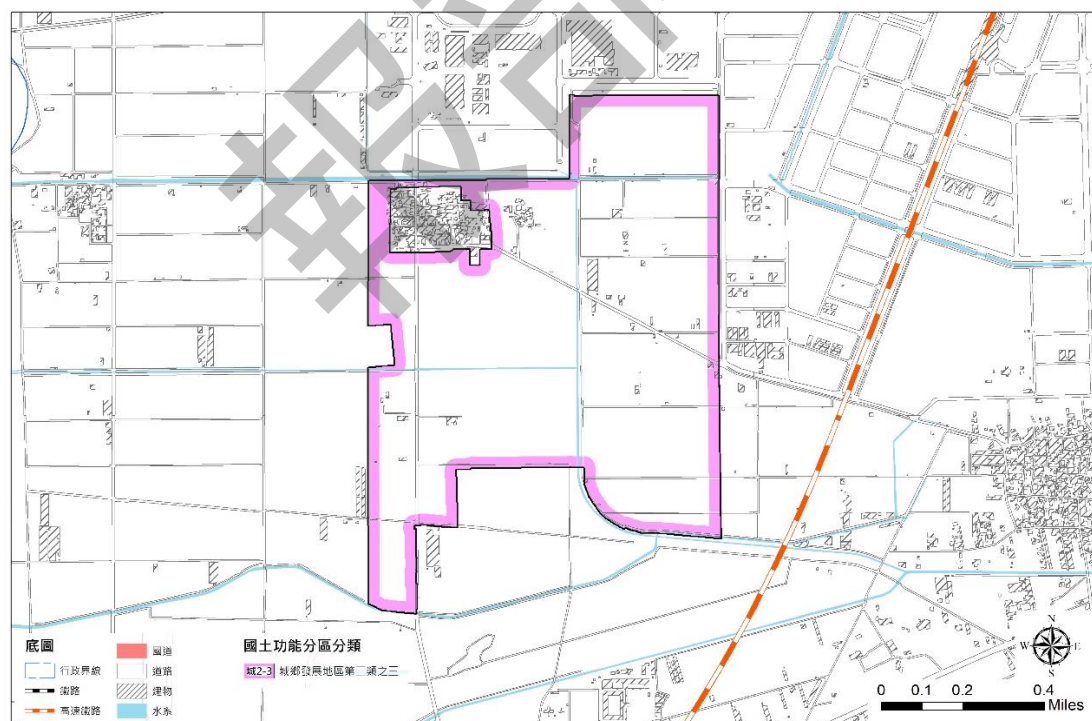 報
底圖
行政界線
鐵路
高速鐵路
國道
道路
建物
水系
國土功能分區分類
城2-3 城鄉發展地區第二類之三
N
W
E
S
0 0.1 0.2 0.4
Miles